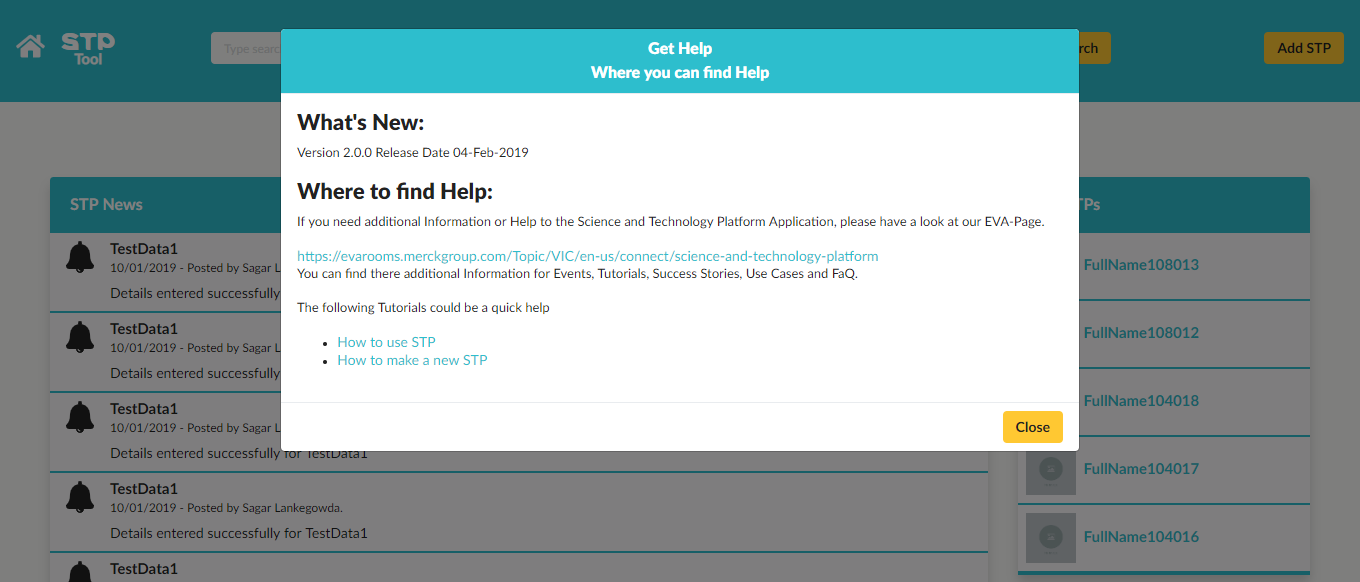 STP
Tool
Type searc
rch
Add STP
Get Help
Where you can find Help
What's New:
Version 2.0.0 Release Date 04-Feb-2019
Where to find Help:
If you need additional Information or Help to the Science and Technology Platform Application, please have a look at our EVA-Page.
https://evarooms.merckgroup.com/Topic/VIC/en-us/connect/science-and-technology-platform
You can find there additional Information for Events, Tutorials, Success Stories, Use Cases and FaQ.
The following Tutorials could be a quick help
• How to use STP
• How to make a new STP
Close
STP News
TestData1
10/01/2019 - Posted by Sagar L
Details entered successfully
TestData1
10/01/2019 - Posted by Sagar L
Details entered successfully
TestData1
10/01/2019 - Posted by Sagar L
Details entered successfully for TestData1
TestData1
10/01/2019 - Posted by Sagar Lankegowda.
Details entered successfully for TestData1
TestData1
TPs
FullName108013
FullName108012
FullName104018
FullName104017
FullName104016